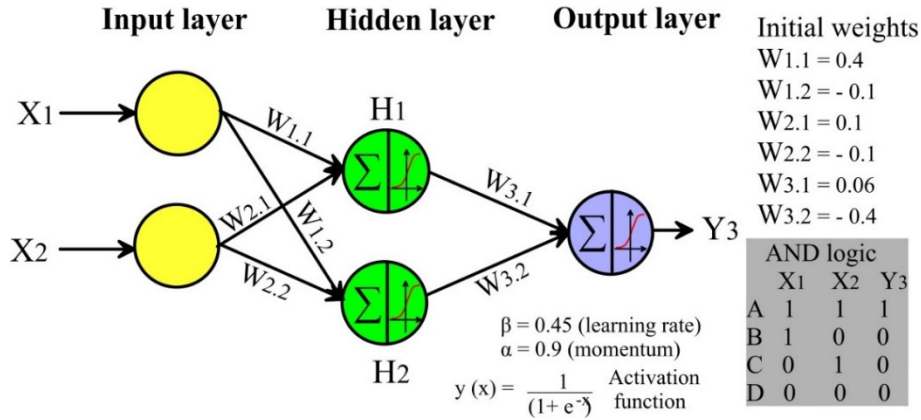 Input layer
Hidden layer
Output layer
X1
X2
W1.1
W2.1
W1.2
W2.2
H1
Σ
Σ
H2
W3.1
W3.2
Σ
Y3
β = 0.45 (learning rate)
α = 0.9 (momentum)
y (x) = 1 / (1+ e^-x) Activation function
Initial weights
W1.1 = 0.4
W1.2 = - 0.1
W2.1 = 0.1
W2.2 = - 0.1
W3.1 = 0.06
W3.2 = - 0.4
AND logic
X1 X2 Y3
A 1 1 1
B 1 0 0
C 0 1 0
D 0 0 0